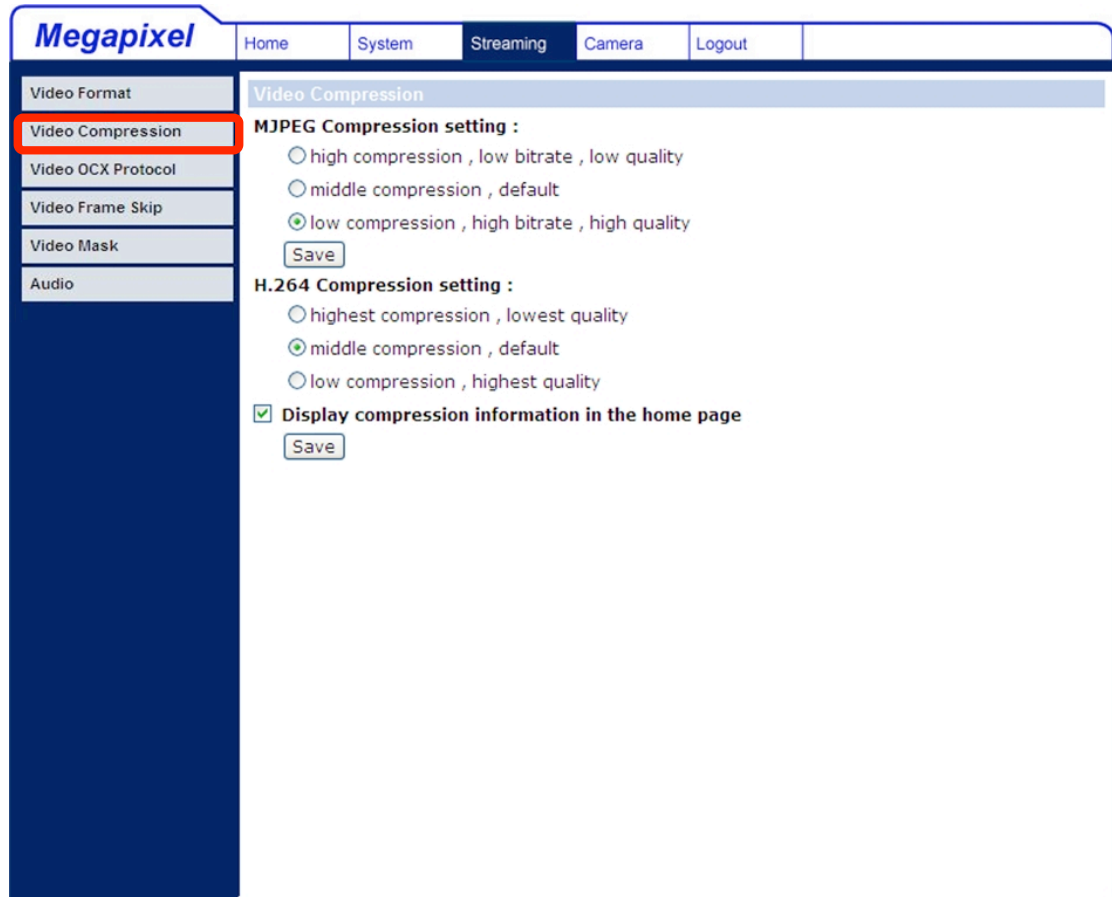 Megapixel
Home System Streaming Camera Logout
Video Format
Video Compression
Video OCX Protocol
Video Frame Skip
Video Mask
Audio
Video Compression
MJPEG Compression setting :
high compression , low bitrate , low quality
middle compression , default
low compression , high bitrate , high quality
Save
H.264 Compression setting :
highest compression , lowest quality
middle compression , default
low compression , highest quality
Display compression information in the home page
Save